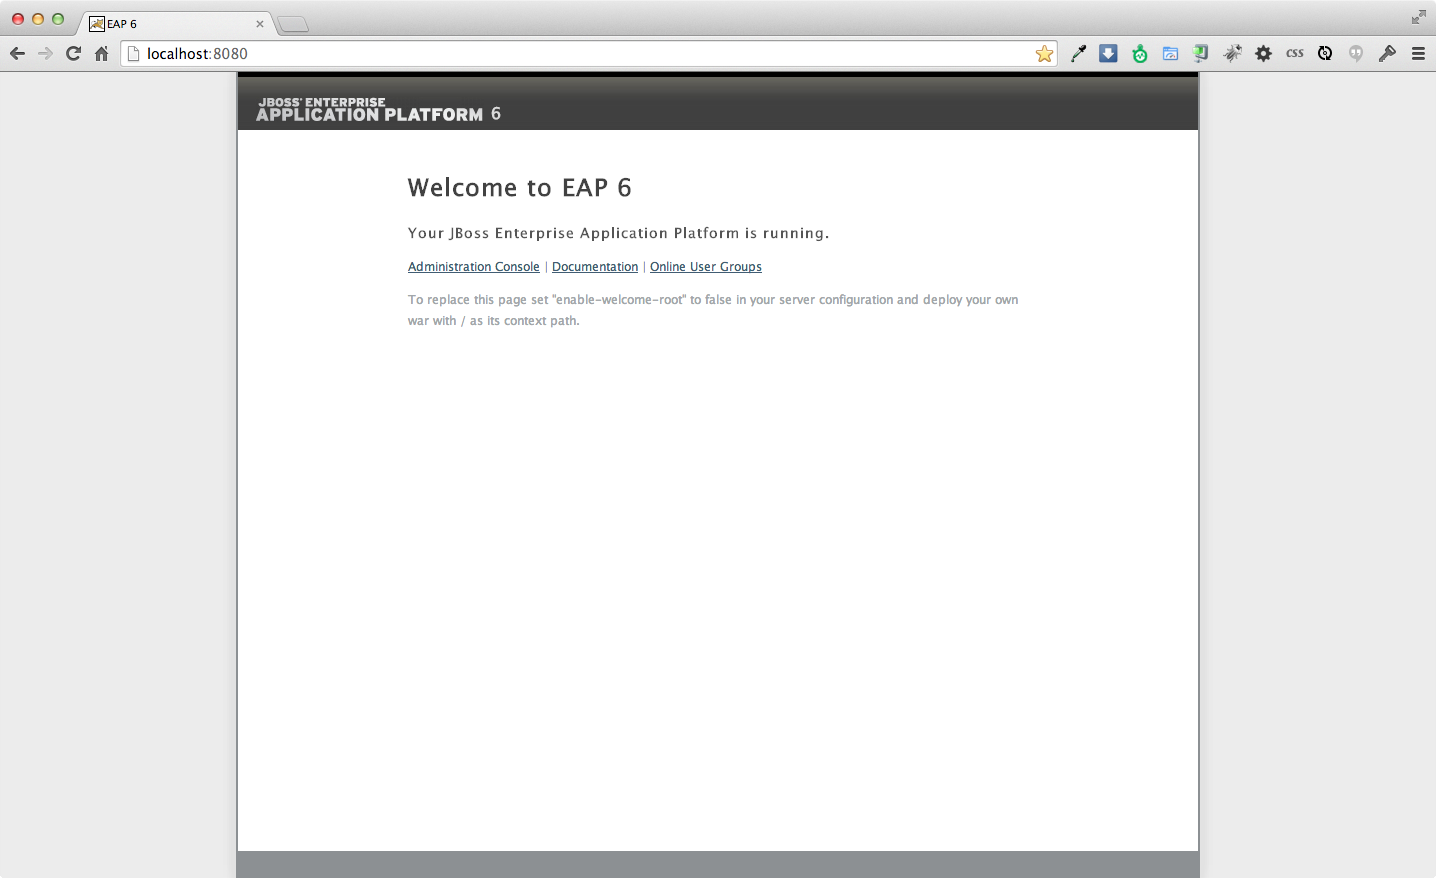 EAP 6
localhost:8080
CSS
JBOSS® ENTERPRISE
APPLICATION PLATFORM 6
Welcome to EAP 6
Your JBoss Enterprise Application Platform is running.
Administration Console | Documentation | Online User Groups
To replace this page set "enable-welcome-root" to false in your server configuration and deploy your own
war with / as its context path.